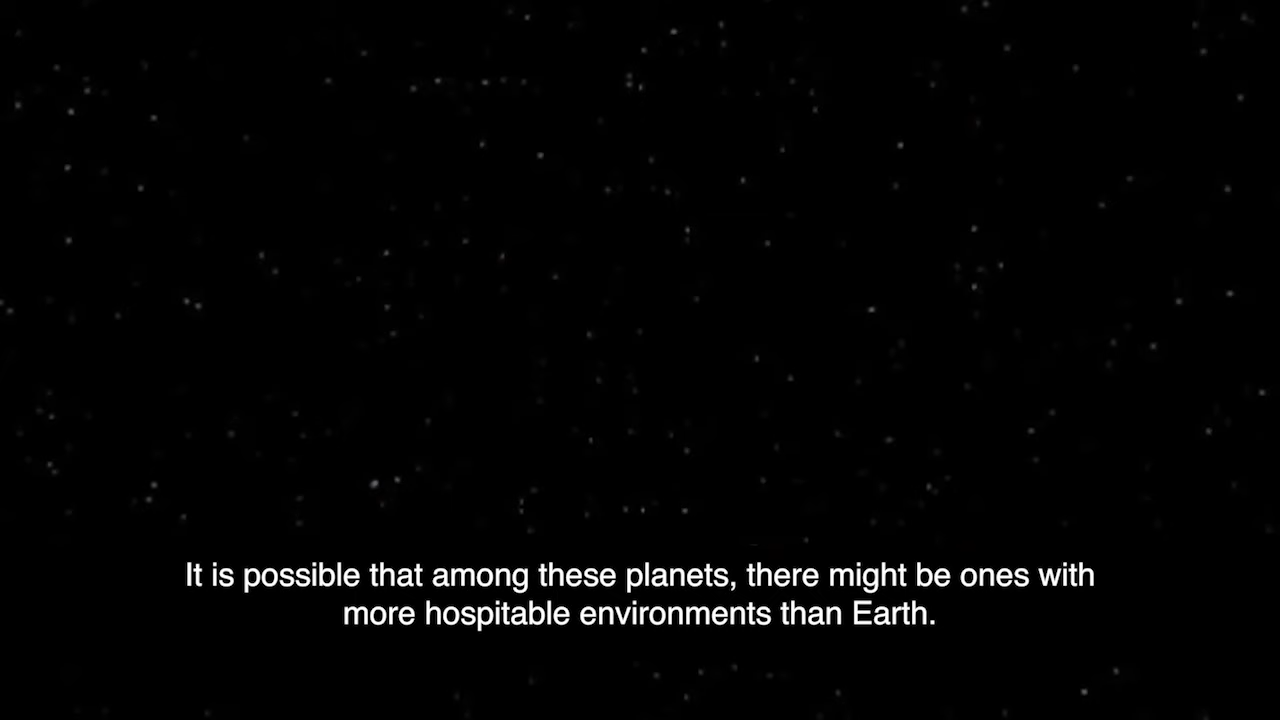 It is possible that among these planets, there might be ones with
more hospitable environments than Earth.